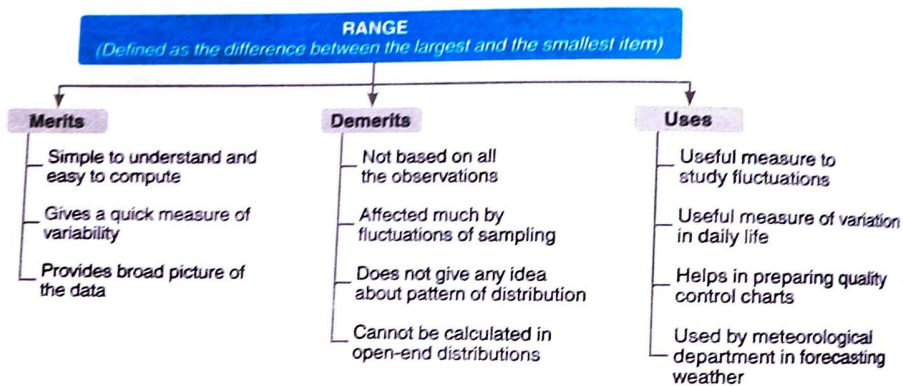 RANGE
(Defined as the difference between the largest and the smallest item)
Merits
Simple to understand and
easy to compute
Gives a quick measure of
variability
Provides broad picture of
the data
Demerits
Not based on all
the observations
Affected much by
fluctuations of sampling
Does not give any idea
about pattern of distribution
Cannot be calculated in
open-end distributions
Uses
Useful measure to
study fluctuations
Useful measure of variation
in daily life
Helps in preparing quality
control charts
Used by meteorological
department in forecasting
weather